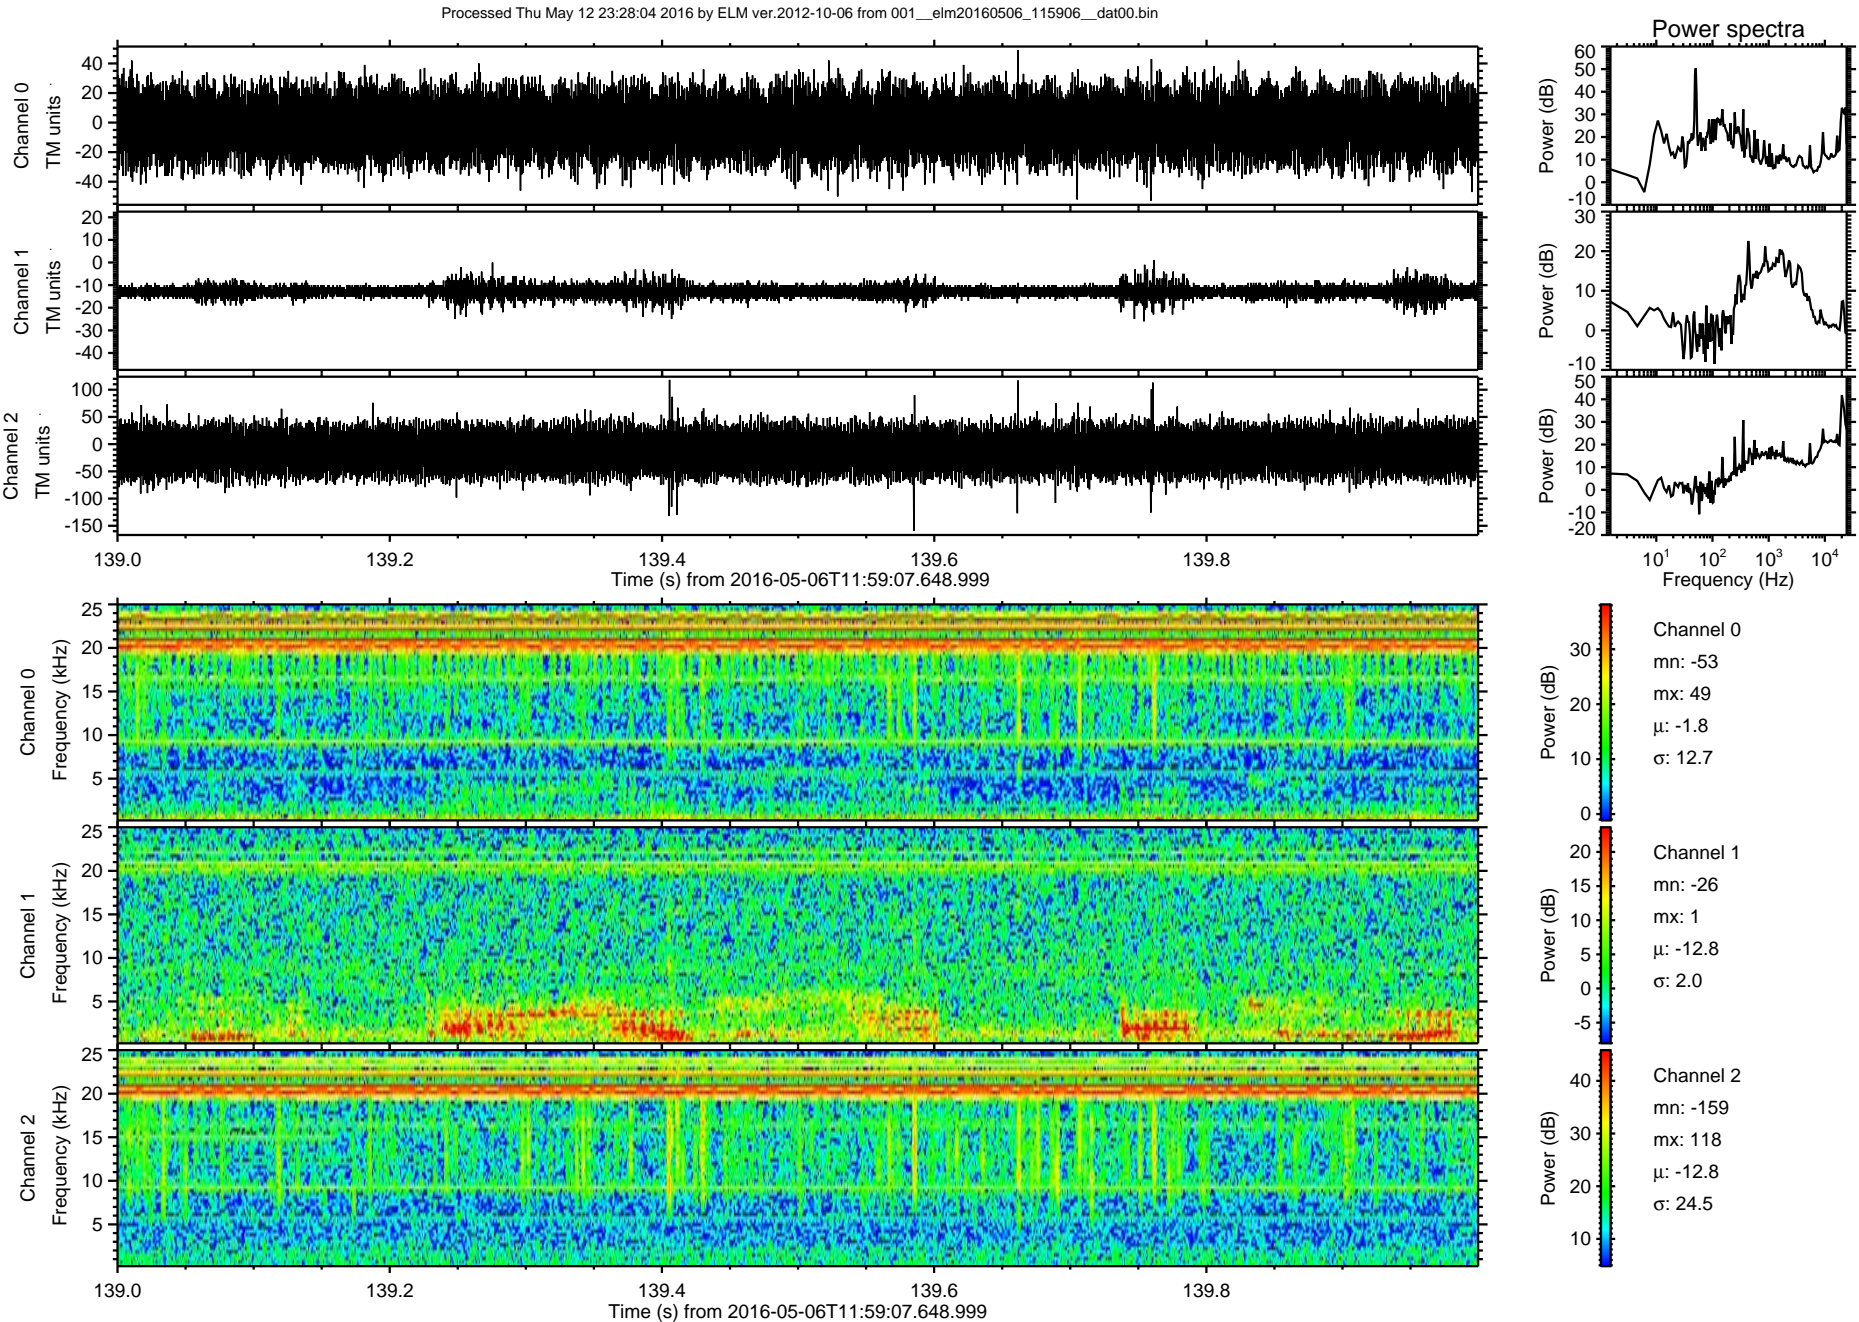 Processed Thu May 12 23:28:04 2016 by ELM ver.2012-10-06 from 001__elm20160506_115906__dat00.bin
Power spectra
Channel 0
TM units
40
20
0
-20
-40
Power (dB)
60
50
40
30
20
10
0
-10
Channel 1
TM units
20
10
0
-10
-20
-30
-40
Power (dB)
30
20
10
0
-10
Channel 2
TM units
100
50
0
-50
-100
-150
Power (dB)
50
40
30
20
10
0
-10
-20
139.0 139.2 139.4 139.6 139.8
Time (s) from 2016-05-06T11:59:07.648.999
10¹ 10² 10³ 10⁴
Frequency (Hz)
Channel 0
Frequency (kHz)
25
20
15
10
5
Power (dB)
30
20
10
0
Channel 0
mn: -53
mx: 49
μ: -1.8
σ: 12.7
Channel 1
Frequency (kHz)
25
20
15
10
5
Power (dB)
20
15
10
5
0
-5
Channel 1
mn: -26
mx: 1
μ: -12.8
σ: 2.0
Channel 2
Frequency (kHz)
25
20
15
10
5
Power (dB)
40
30
20
10
Channel 2
mn: -159
mx: 118
μ: -12.8
σ: 24.5
139.0 139.2 139.4 139.6 139.8
Time (s) from 2016-05-06T11:59:07.648.999